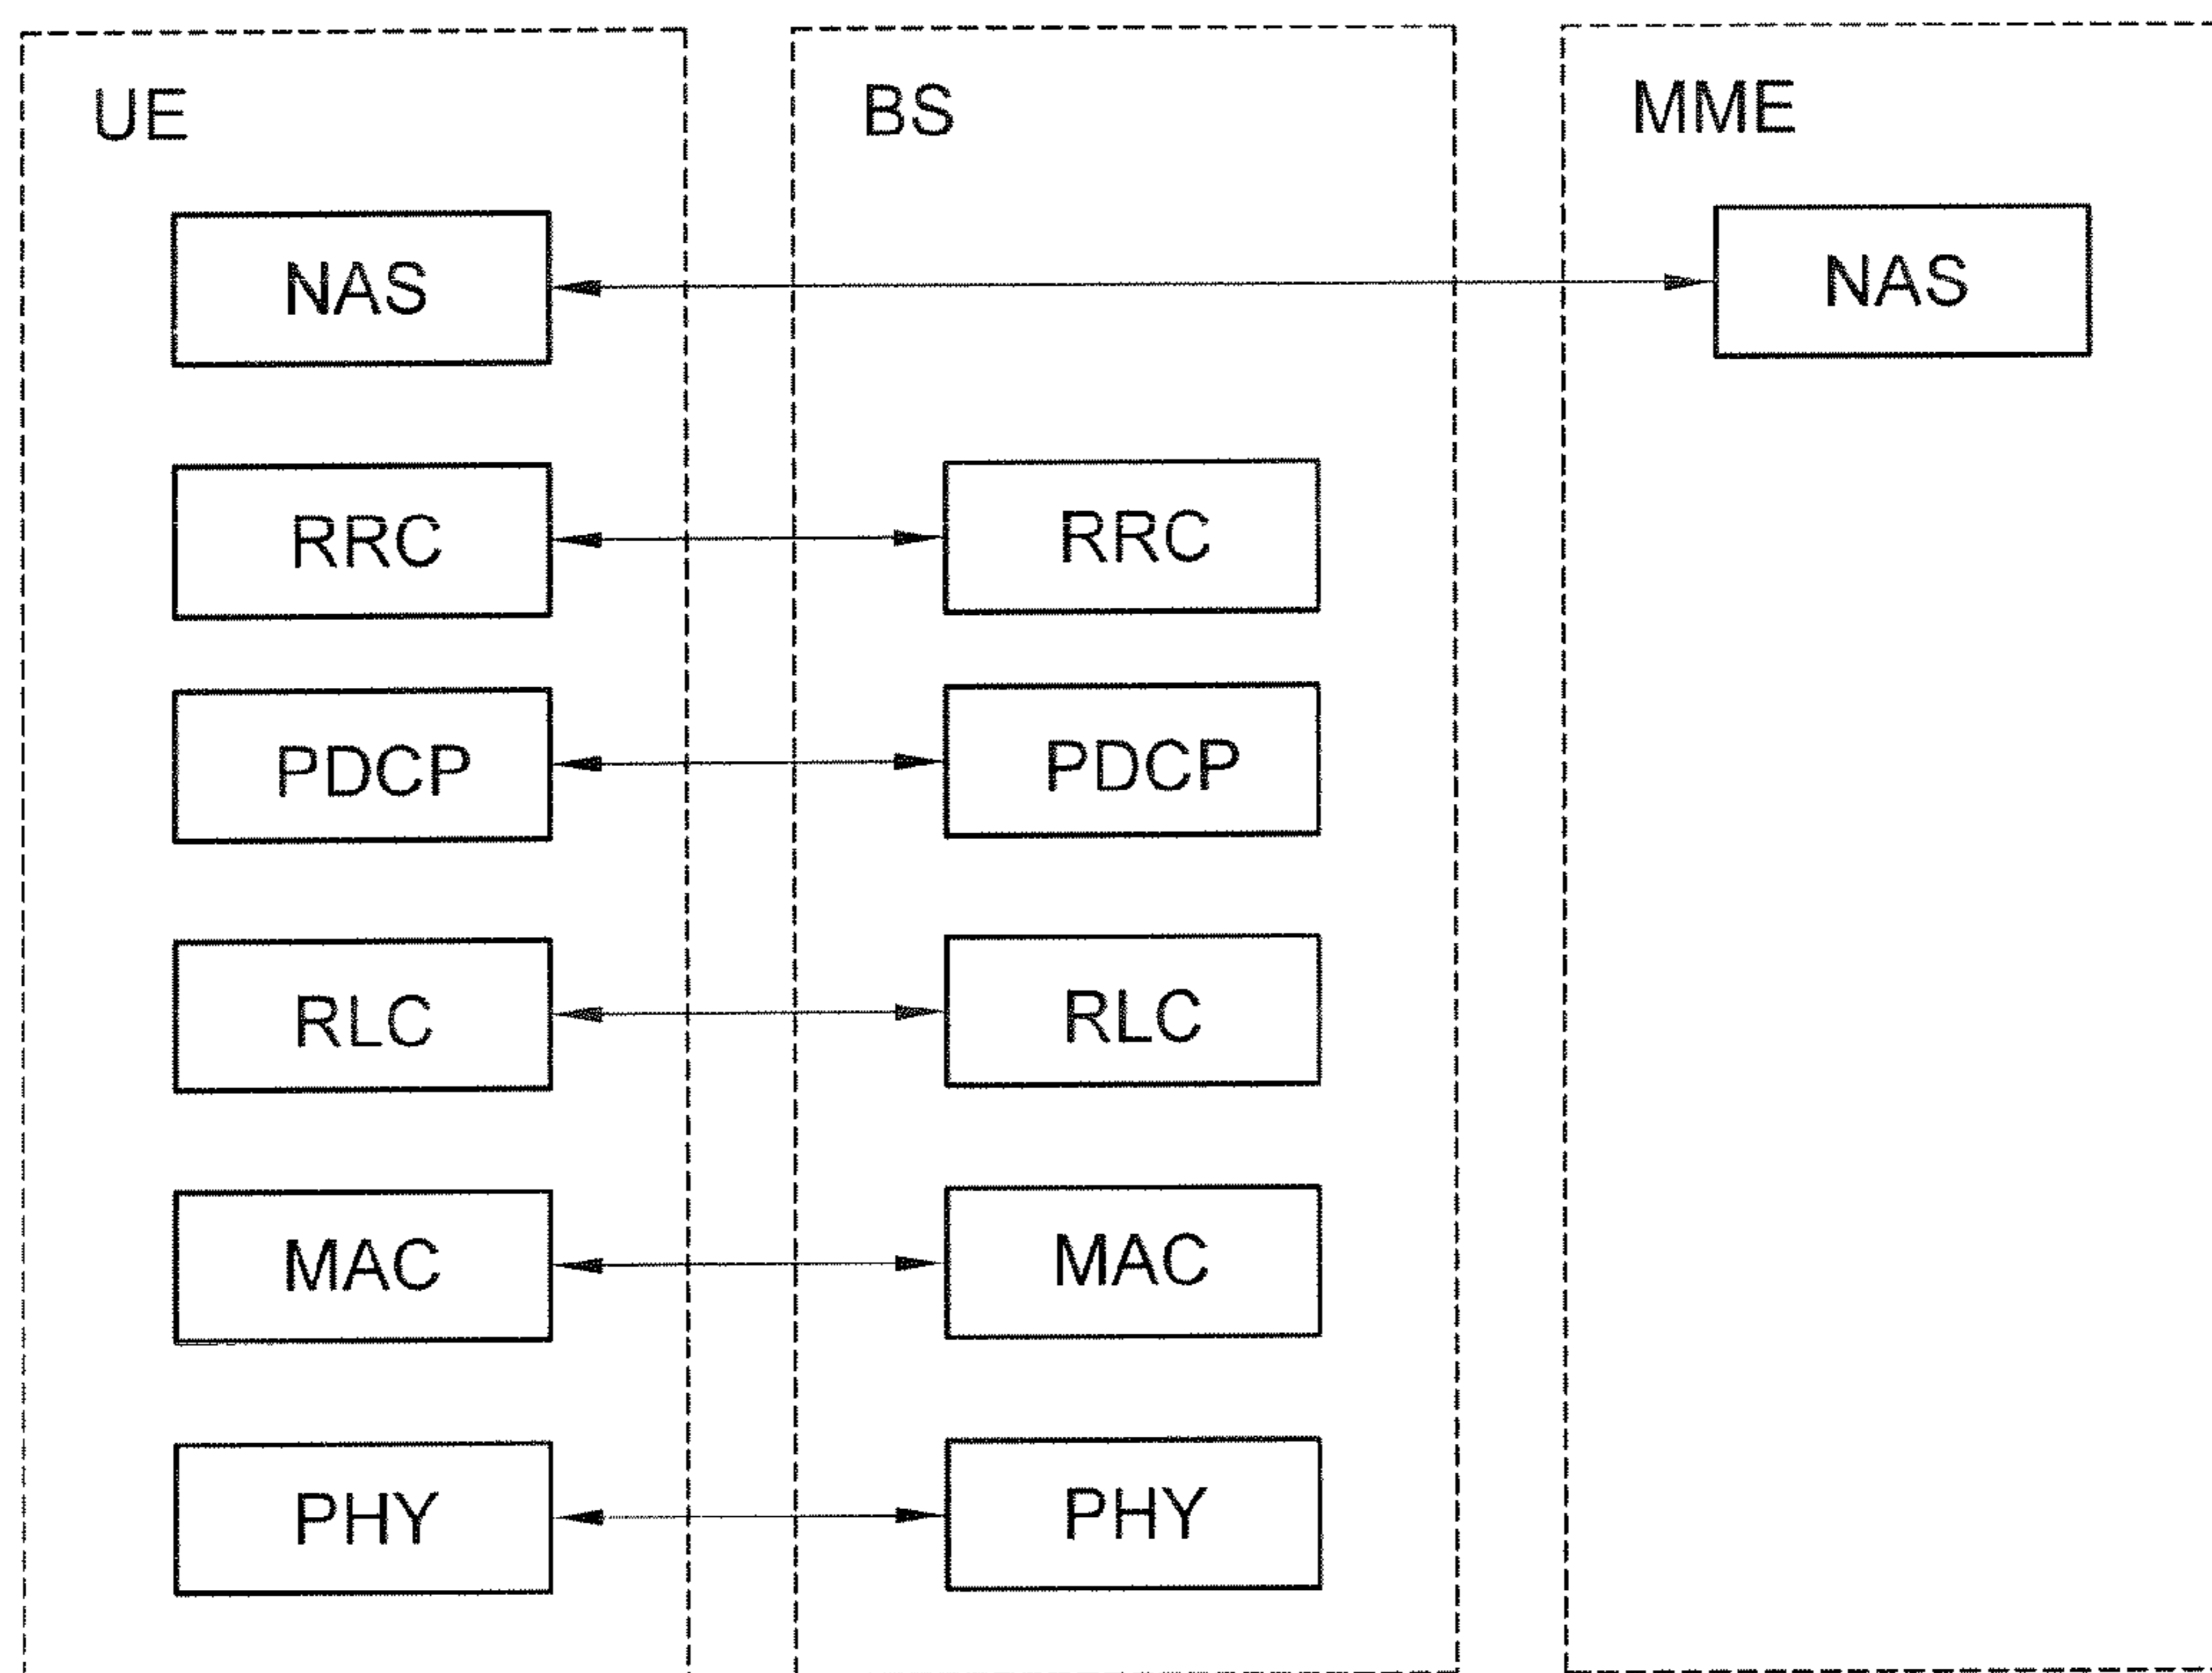 UE BS MME
NAS NAS
RRC RRC
PDCP PDCP
RLC RLC
MAC MAC
PHY PHY